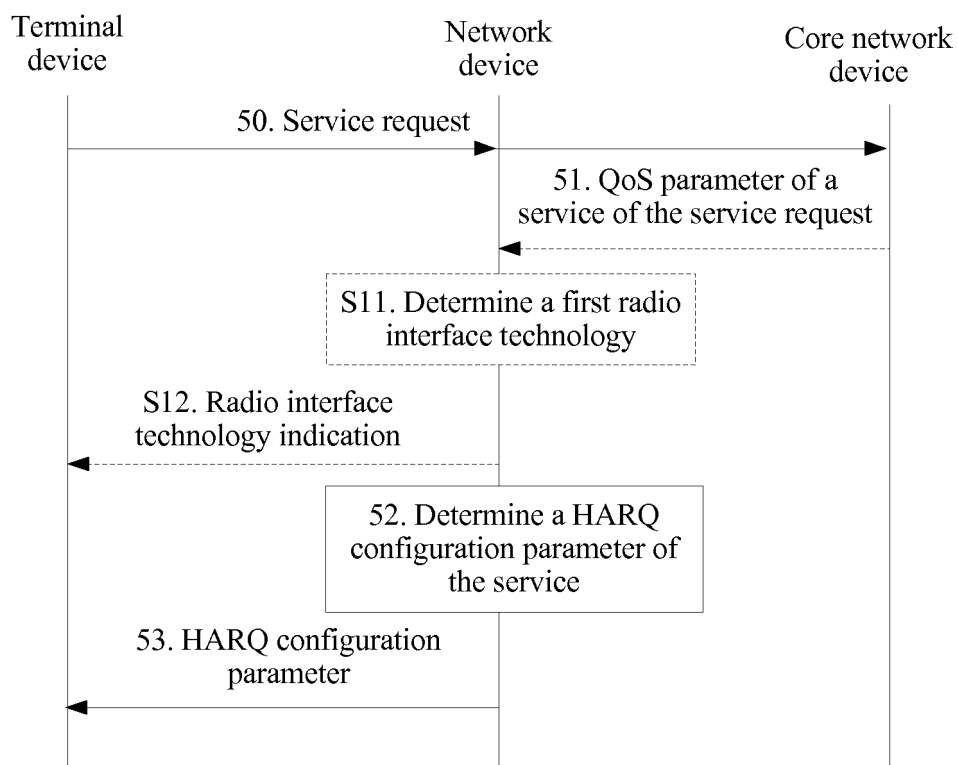 Terminal
device
Network
device
Core network
device
50. Service request
51. QoS parameter of a
service of the service request
S11. Determine a first radio
interface technology
S12. Radio interface
technology indication
52. Determine a HARQ
configuration parameter of
the service
53. HARQ configuration
parameter